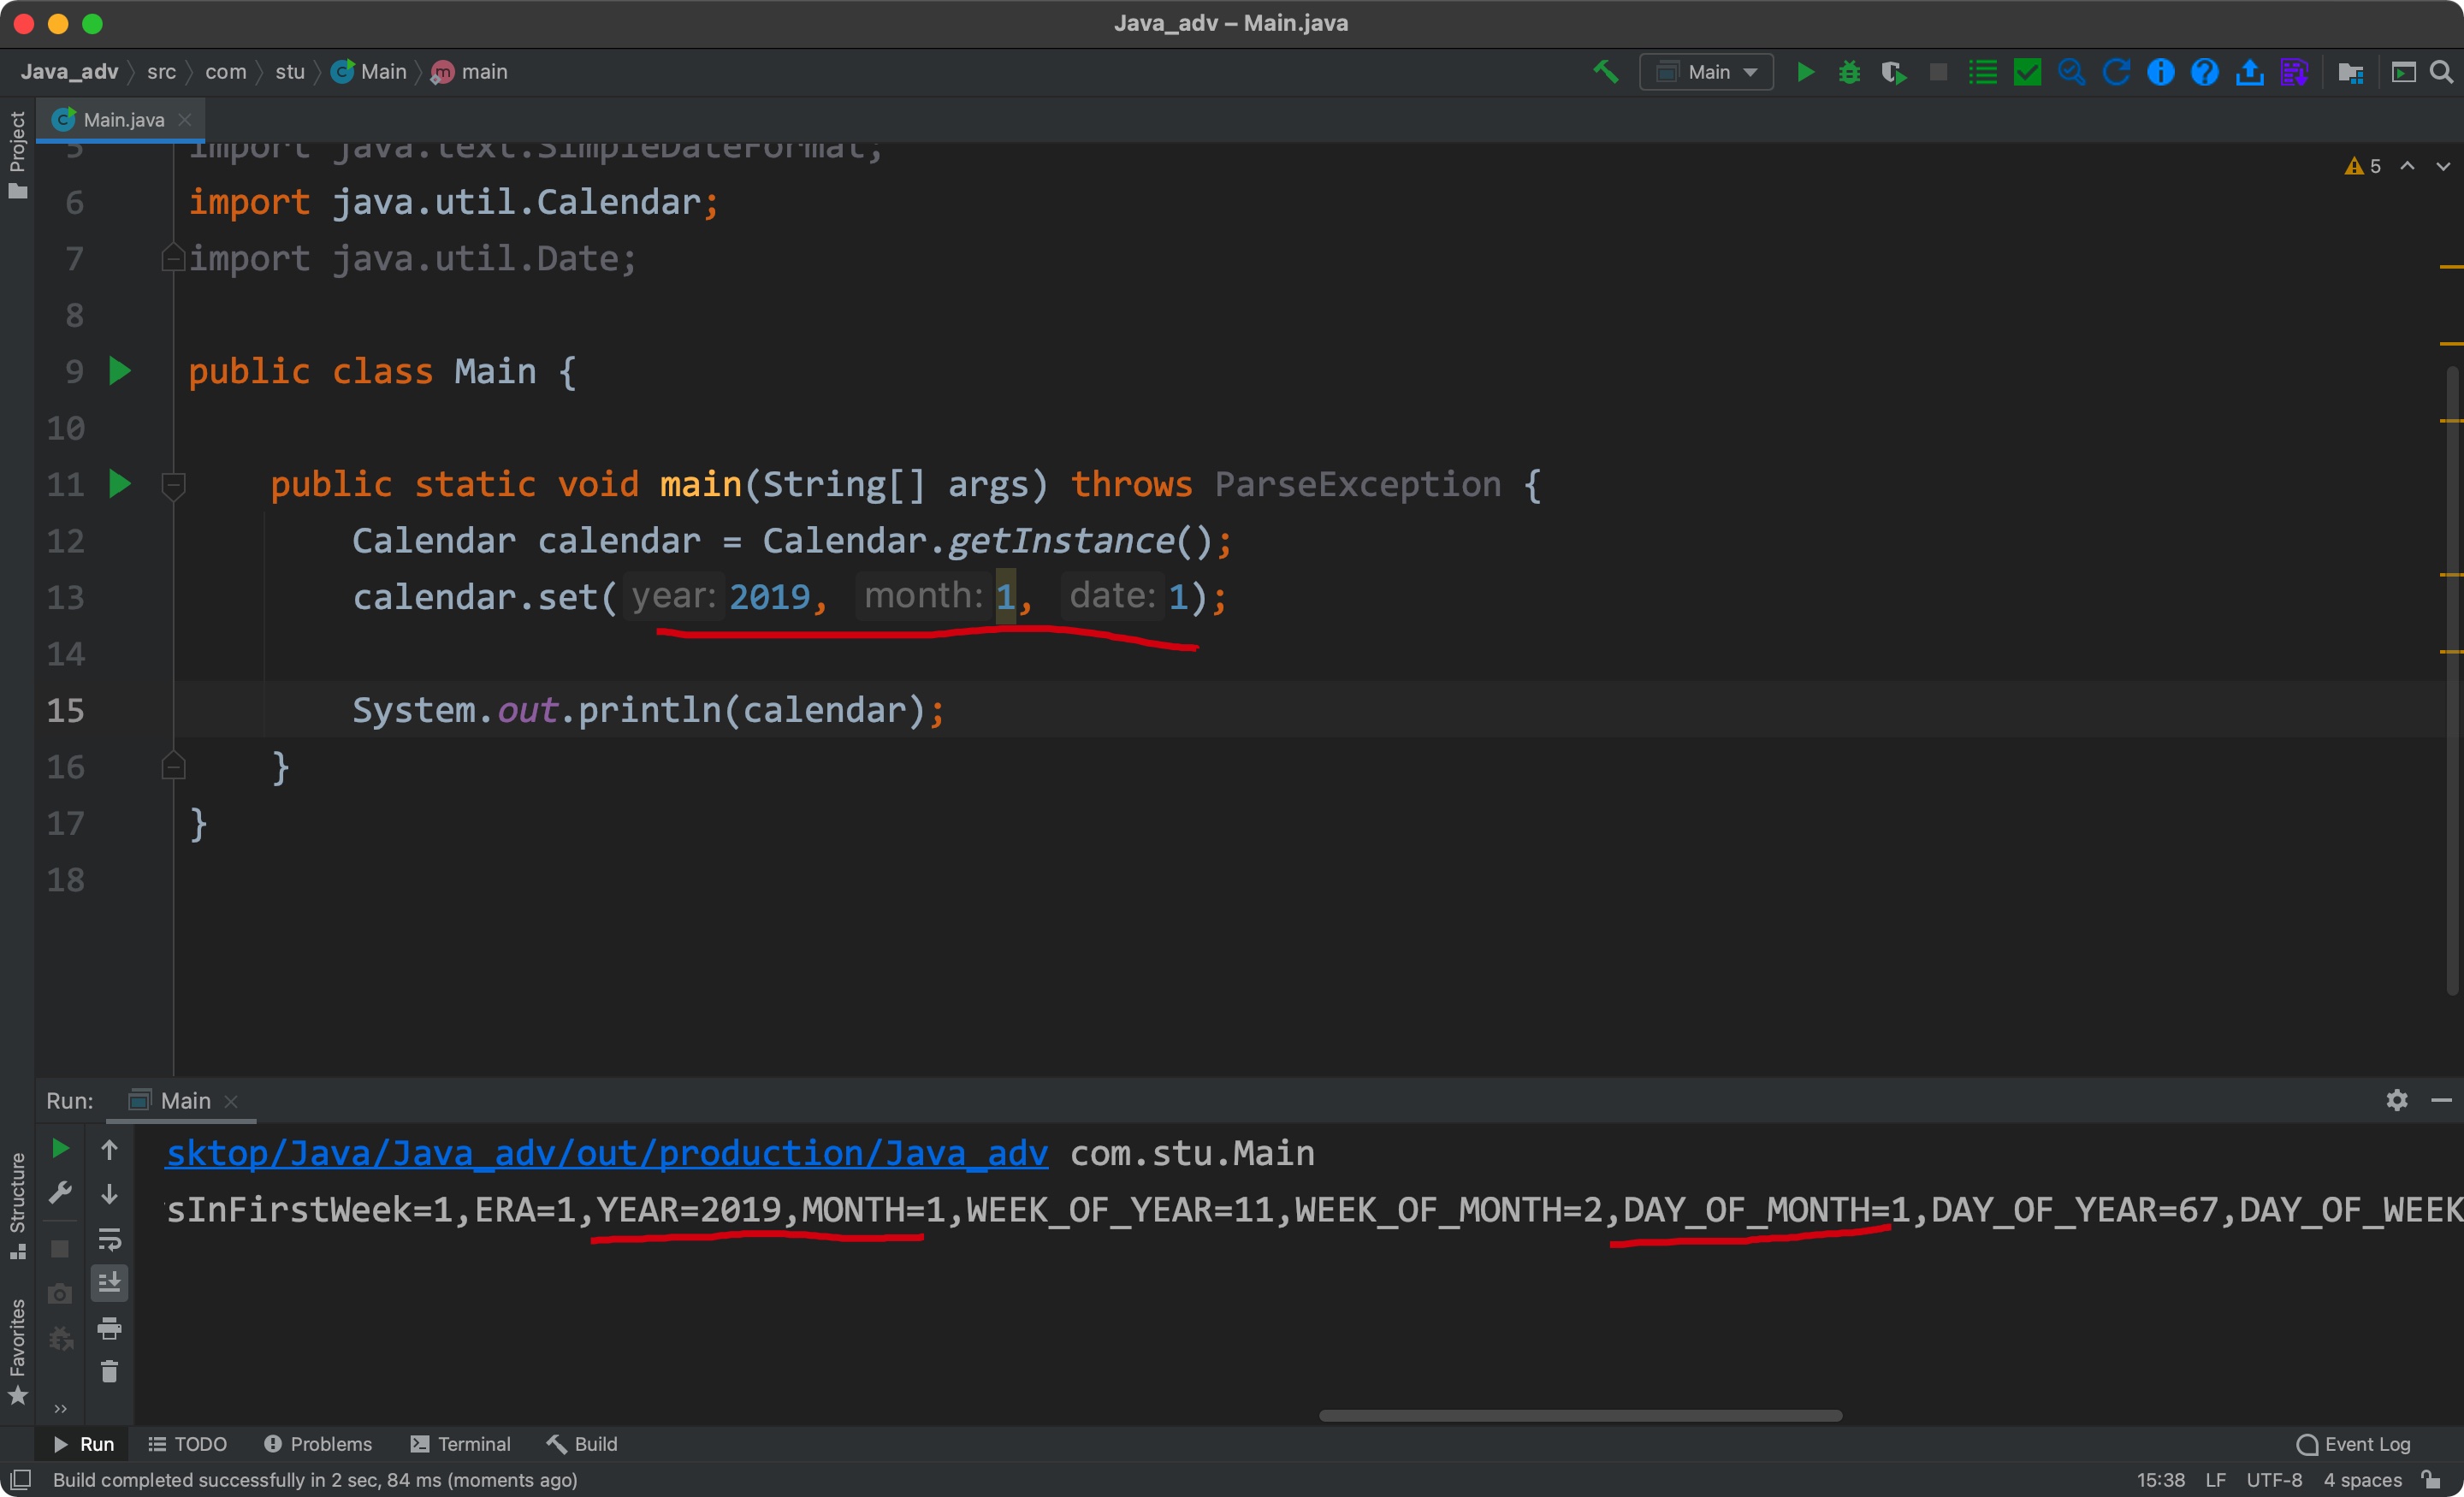 Java_adv – Main.java
Java_adv src com stu Main main
Main
Project
Main.java
5 import java.text.SimpleDateFormat;
5
6 import java.util.Calendar;
7 import java.util.Date;
8
9 public class Main {
10
11 public static void main(String[] args) throws ParseException {
12 Calendar calendar = Calendar.getInstance();
13 calendar.set( year: 2019, month: 1, date: 1);
14
15 System.out.println(calendar);
16 }
17 }
18
Run: Main
sktop/Java/Java_adv/out/production/Java_adv com.stu.Main
sInFirstWeek=1,ERA=1,YEAR=2019,MONTH=1,WEEK_OF_YEAR=11,WEEK_OF_MONTH=2,DAY_OF_MONTH=1,DAY_OF_YEAR=67,DAY_OF_WEEK
Structure
Favorites
Run TODO Problems Terminal Build Event Log
Build completed successfully in 2 sec, 84 ms (moments ago) 15:38 LF UTF-8 4 spaces